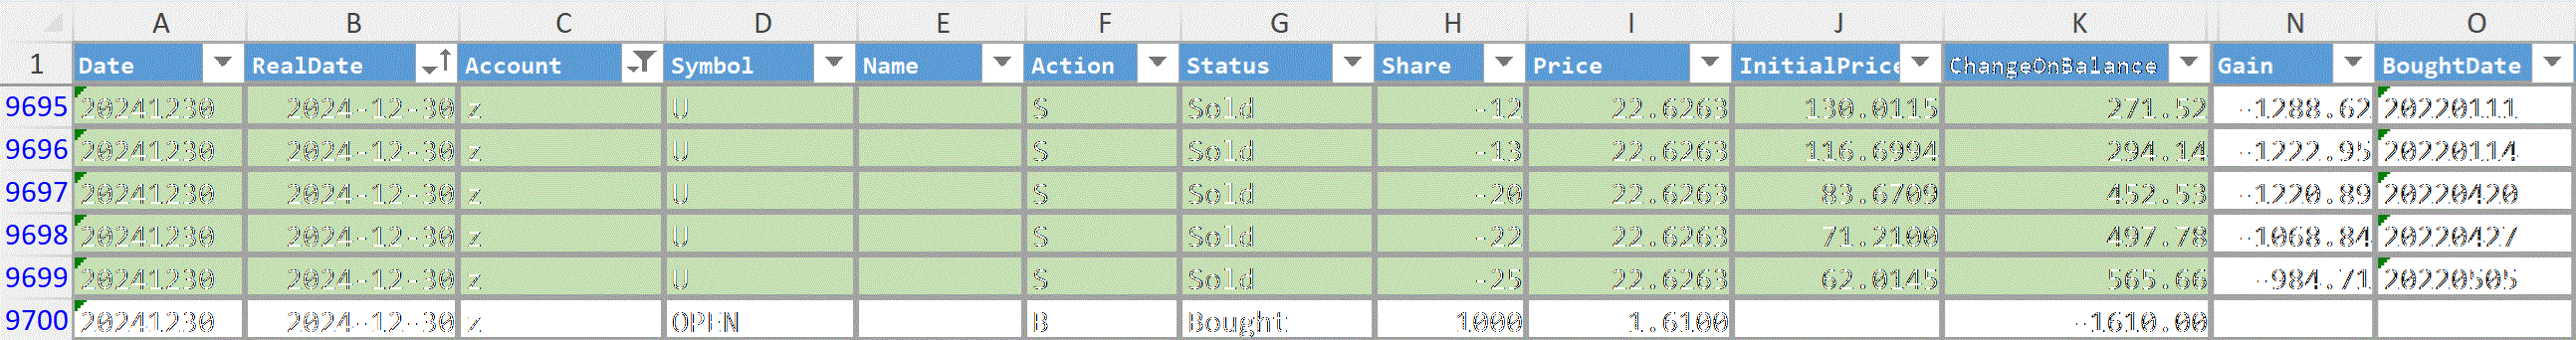 A B C D E F G H I J K N O
1 Date RealDate Account Symbol Name Action Status Share Price InitialPrice ChangeOnBalance Gain BoughtDate
9695 20241230 2024-12-30 z U S Sold -12 22.6263 130.0115 271.52 -1288.62 20220111
9696 20241230 2024-12-30 z U S Sold -13 22.6263 116.6994 294.14 -1222.95 20220114
9697 20241230 2024-12-30 z U S Sold -20 22.6263 83.6709 452.53 -1220.89 20220420
9698 20241230 2024-12-30 z U S Sold -22 22.6263 71.2100 497.78 -1068.84 20220427
9699 20241230 2024-12-30 z U S Sold -25 22.6263 62.0145 565.66 -984.71 20220505
9700 20241230 2024-12-30 z OPEN B Bought 1000 1.6100 -1610.00